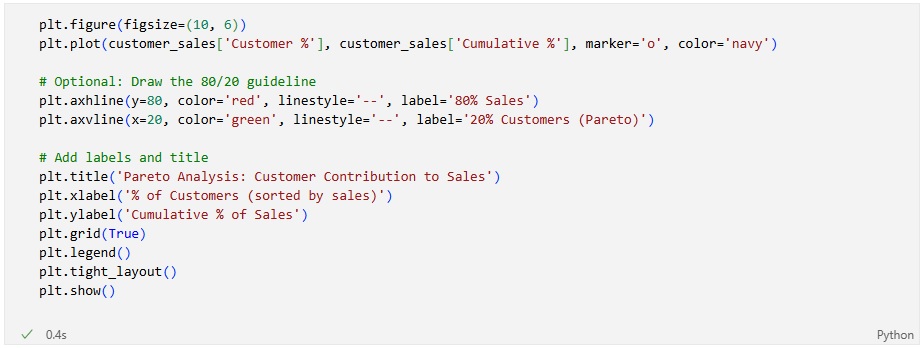 plt.figure(figsize=(10, 6))
plt.plot(customer_sales['Customer %'], customer_sales['Cumulative %'], marker='o', color='navy')
# Optional: Draw the 80/20 guideline
plt.axhline(y=80, color='red', linestyle='--', label='80% Sales')
plt.axvline(x=20, color='green', linestyle='--', label='20% Customers (Pareto)')
# Add labels and title
plt.title('Pareto Analysis: Customer Contribution to Sales')
plt.xlabel('% of Customers (sorted by sales)')
plt.ylabel('Cumulative % of Sales')
plt.grid(True)
plt.legend()
plt.tight_layout()
plt.show()
0.4s Python